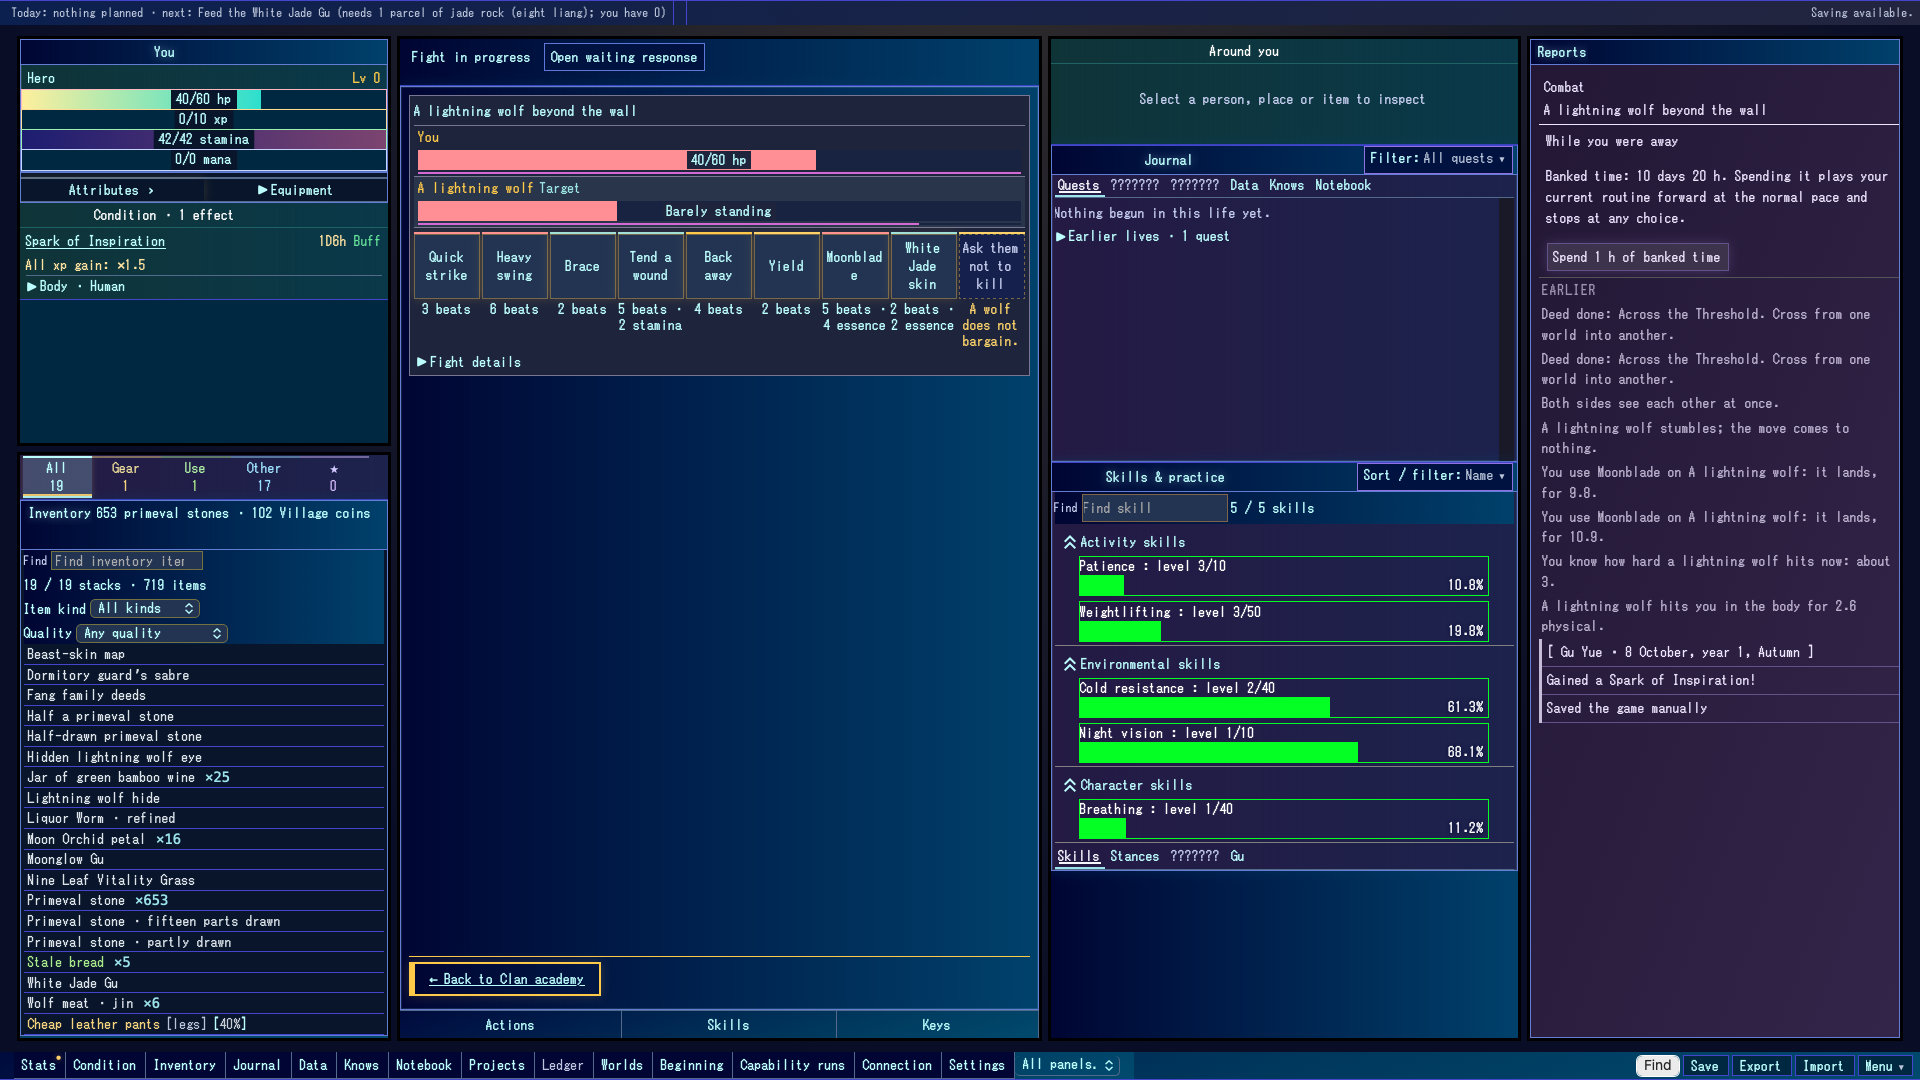 Today: nothing planned · next: Feed the White Jade Gu (needs 1 parcel of jade rock (eight liang); you have 0)
Saving available.
You
Hero
Lv 0
40/60 hp
0/10 xp
42/42 stamina
0/0 mana
Attributes ›
▶Equipment
Condition · 1 effect
Spark of Inspiration
1D6h Buff
All xp gain: ×1.5
▶Body · Human
All
19
Gear
1
Use
1
Other
17
★
0
Inventory 653 primeval stones · 102 Village coins
Find
Find inventory iter
19 / 19 stacks · 719 items
Item kind All kinds
Quality Any quality
Beast-skin map
Dormitory guard's sabre
Fang family deeds
Half a primeval stone
Half-drawn primeval stone
Hidden lightning wolf eye
Jar of green bamboo wine ×25
Lightning wolf hide
Liquor Worm · refined
Moon Orchid petal ×16
Moonglow Gu
Nine Leaf Vitality Grass
Primeval stone ×653
Primeval stone · fifteen parts drawn
Primeval stone · partly drawn
Stale bread ×5
White Jade Gu
Wolf meat · jin ×6
Cheap leather pants [legs] [40%]
Fight in progress
Open waiting response
A lightning wolf beyond the wall
You
40/60 hp
A lightning wolf Target
Barely standing
Quick strike
3 beats
Heavy swing
6 beats
Brace
2 beats
Tend a wound
5 beats · 2 stamina
Back away
4 beats
Yield
2 beats
Moonblade
5 beats · 4 essence
White Jade skin
2 beats · 2 essence
Ask them not to kill
A wolf does not bargain.
▶Fight details
← Back to Clan academy
Actions
Skills
Keys
Around you
Select a person, place or item to inspect
Journal
Filter: All quests ▾
Quests ??????? ??????? Data Knows Notebook
Nothing begun in this life yet.
▶Earlier lives · 1 quest
Skills & practice
Sort / filter: Name ▾
Find
Find skill
5 / 5 skills
Activity skills
Patience : level 3/10
10.8%
Weightlifting : level 3/50
19.8%
Environmental skills
Cold resistance : level 2/40
61.3%
Night vision : level 1/10
68.1%
Character skills
Breathing : level 1/40
11.2%
Skills Stances ??????? Gu
Reports
Combat
A lightning wolf beyond the wall
While you were away
Banked time: 10 days 20 h. Spending it plays your
current routine forward at the normal pace and
stops at any choice.
Spend 1 h of banked time
EARLIER
Deed done: Across the Threshold. Cross from one
world into another.
Deed done: Across the Threshold. Cross from one
world into another.
Both sides see each other at once.
A lightning wolf stumbles; the move comes to
nothing.
You use Moonblade on A lightning wolf: it lands,
for 9.8.
You use Moonblade on A lightning wolf: it lands,
for 10.9.
You know how hard a lightning wolf hits now: about
3.
A lightning wolf hits you in the body for 2.6
physical.
[ Gu Yue · 8 October, year 1, Autumn ]
Gained a Spark of Inspiration!
Saved the game manually
Stats Condition Inventory Journal Data Knows Notebook Projects Ledger Worlds Beginning Capability runs Connection Settings All panels.
Find Save Export Import Menu ▾